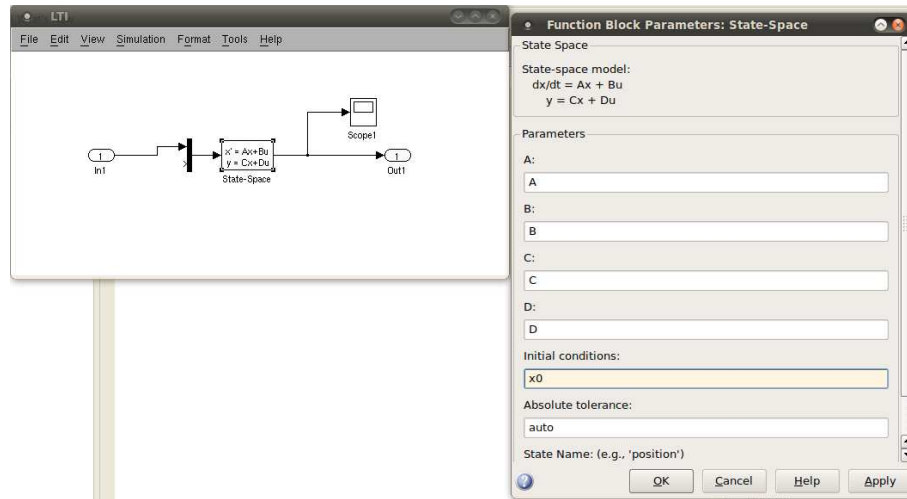 LTI
File Edit View Simulation Format Tools Help
Scope1
1
In1
x' = Ax+Bu
y = Cx+Du
State-Space
1
Out1
Function Block Parameters: State-Space
State Space
State-space model:
dx/dt = Ax + Bu
y = Cx + Du
Parameters
A:
A
B:
B
C:
C
D:
D
Initial conditions:
x0
Absolute tolerance:
auto
State Name: (e.g., 'position')
OK Cancel Help Apply